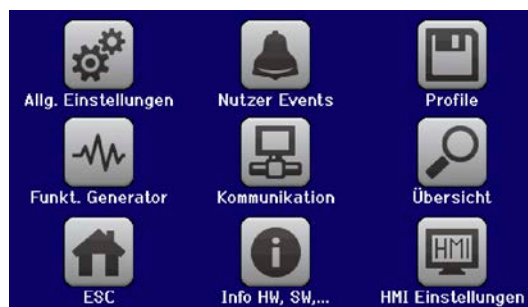 Allg. Einstellungen
Nutzer Events
Profile
Funkt. Generator
Kommunikation
Übersicht
HMI
ESC
Info HW, SW,...
HMI Einstellungen